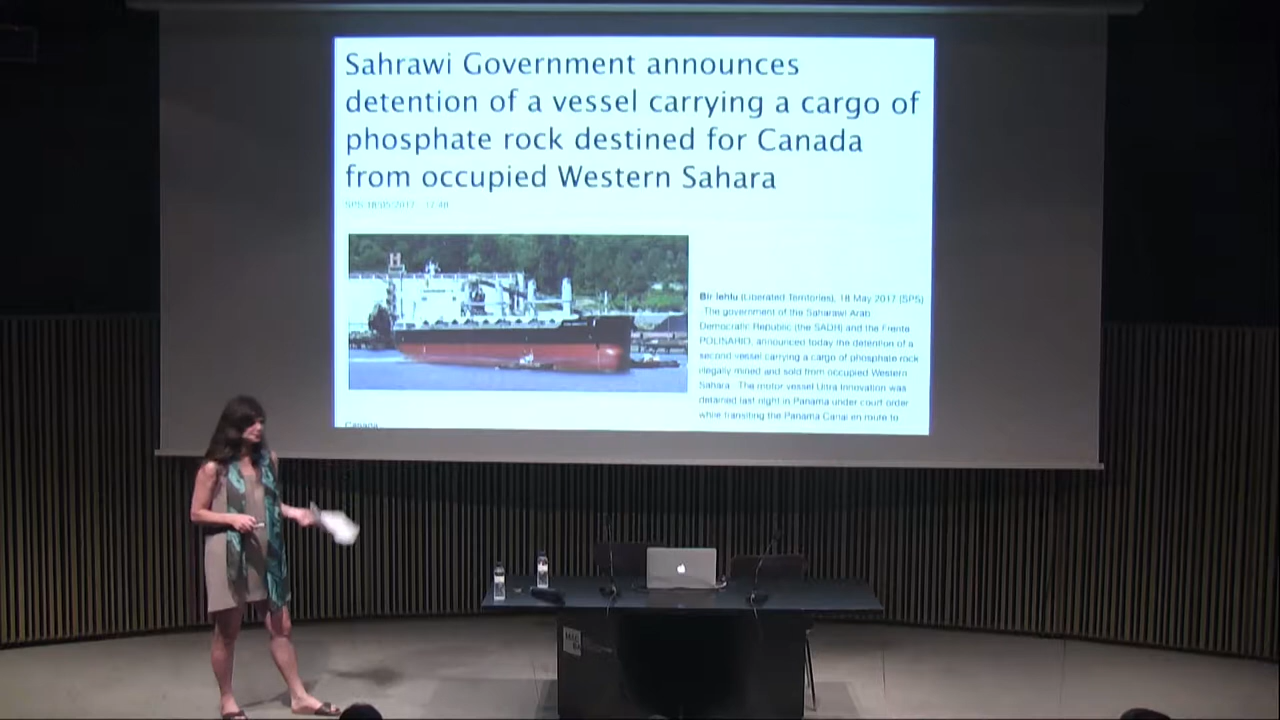 Sahrawi Government announces
detention of a vessel carrying a cargo of
phosphate rock destined for Canada
from occupied Western Sahara
SPS 18/05/2017 - 12:48
Bir lehlu (Liberated Territories), 18 May 2017 (SPS)
The government of the Saharawi Arab
Democratic Republic (the SADR) and the Frente
POLISARIO, announced today the detention of a
second vessel carrying a cargo of phosphate rock
illegally mined and sold from occupied Western
Sahara. The motor vessel Ultra Innovation was
detained last night in Panama under court order
while transiting the Panama Canal en route to
Canada
MAC
BA